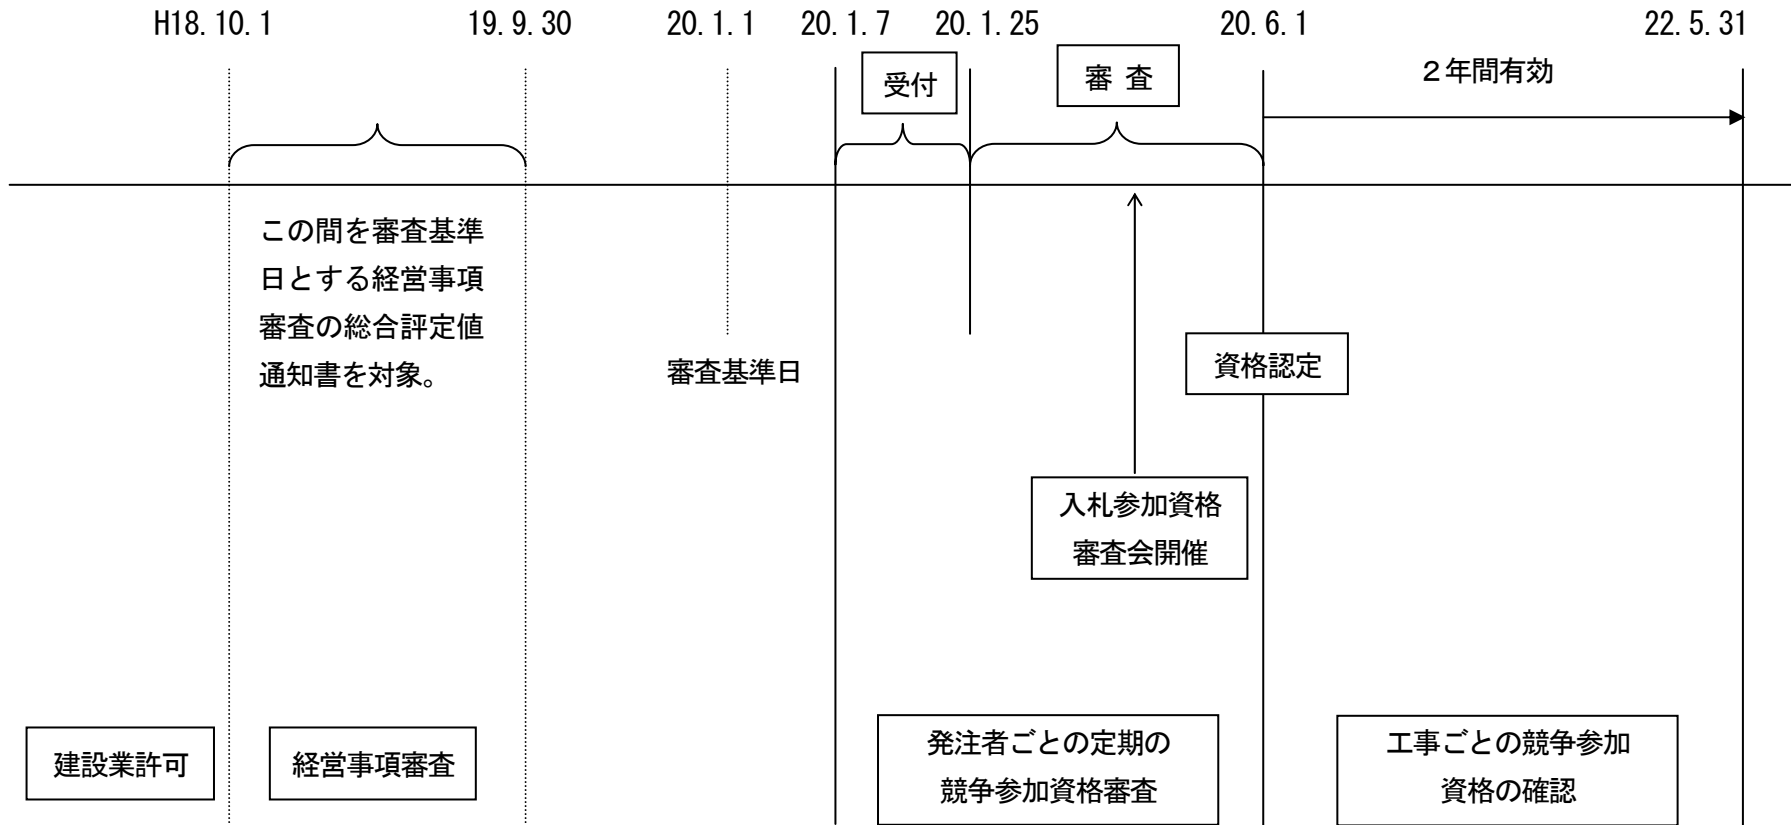 H18.10.1
19.9.30
20.1.1
20.1.7
20.1.25
20.6.1
22.5.31
受付
審 査
２年間有効
この間を審査基準
日とする経営事項
審査の総合評定値
通知書を対象。
審査基準日
資格認定
入札参加資格
審査会開催
建設業許可
経営事項審査
発注者ごとの定期の
競争参加資格審査
工事ごとの競争参加
資格の確認